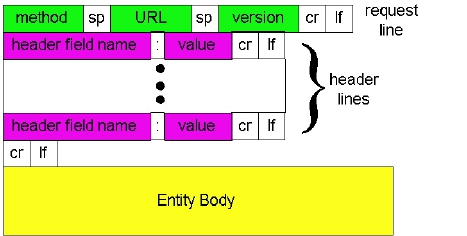 method sp URL sp version cr lf request line
header field name : value cr lf
header lines
header field name : value cr lf
cr lf
Entity Body